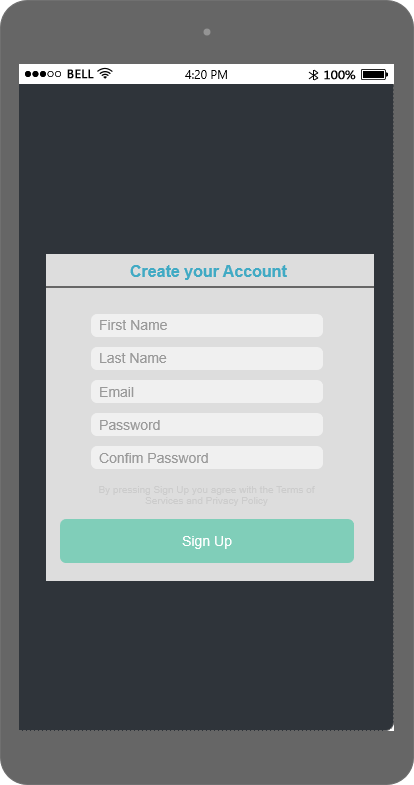 BELL 4:20 PM 100%
Create your Account
First Name
Last Name
Email
Password
Confim Password
By pressing Sign Up you agree with the Terms of
Services and Privacy Policy
Sign Up